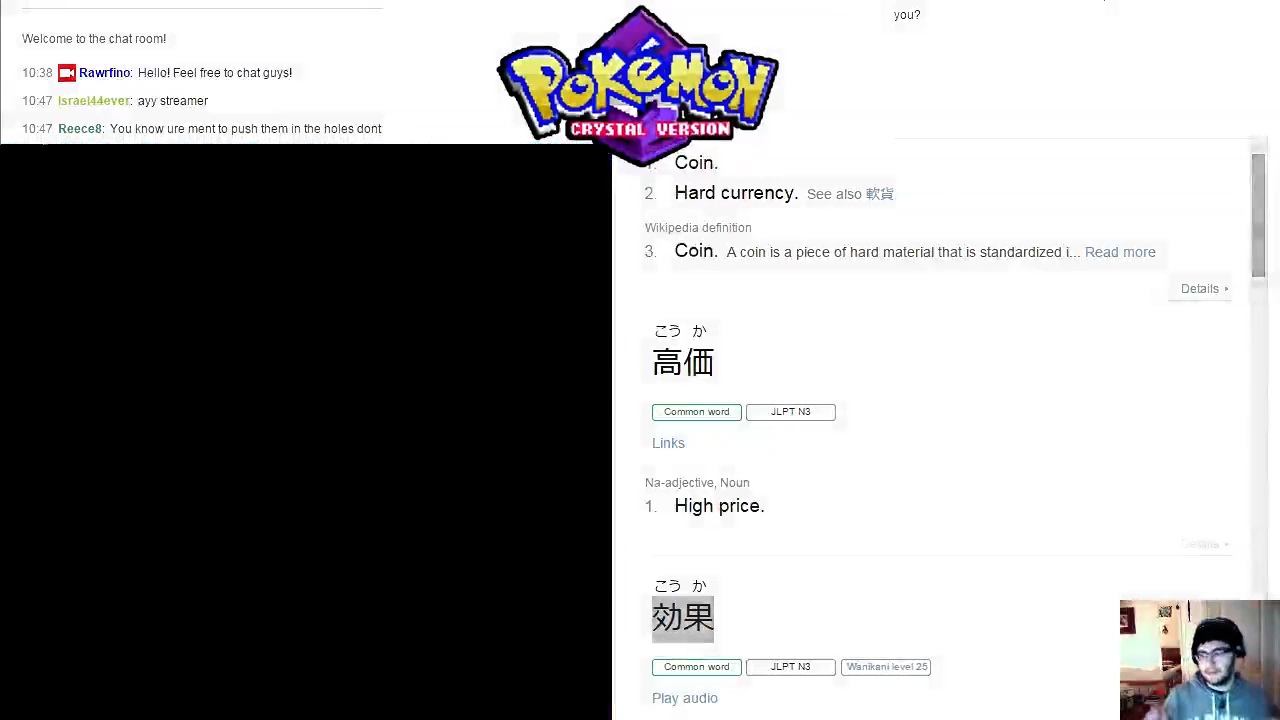 you?
Welcome to the chat room!
10:38 Rawrfino: Hello! Feel free to chat guys!
10:47 israel44ever: ayy streamer
10:47 Reece8: You know ure ment to push them in the holes dont
POKéMON
CRYSTAL VERSION
1. Coin.
2. Hard currency. See also 軟貨
Wikipedia definition
3. Coin. A coin is a piece of hard material that is standardized i... Read more
Details
こう か
高価
Common word JLPT N3
Links
Na-adjective, Noun
1. High price.
Details
こう か
効果
Common word JLPT N3 Wanikani level 25
Play audio